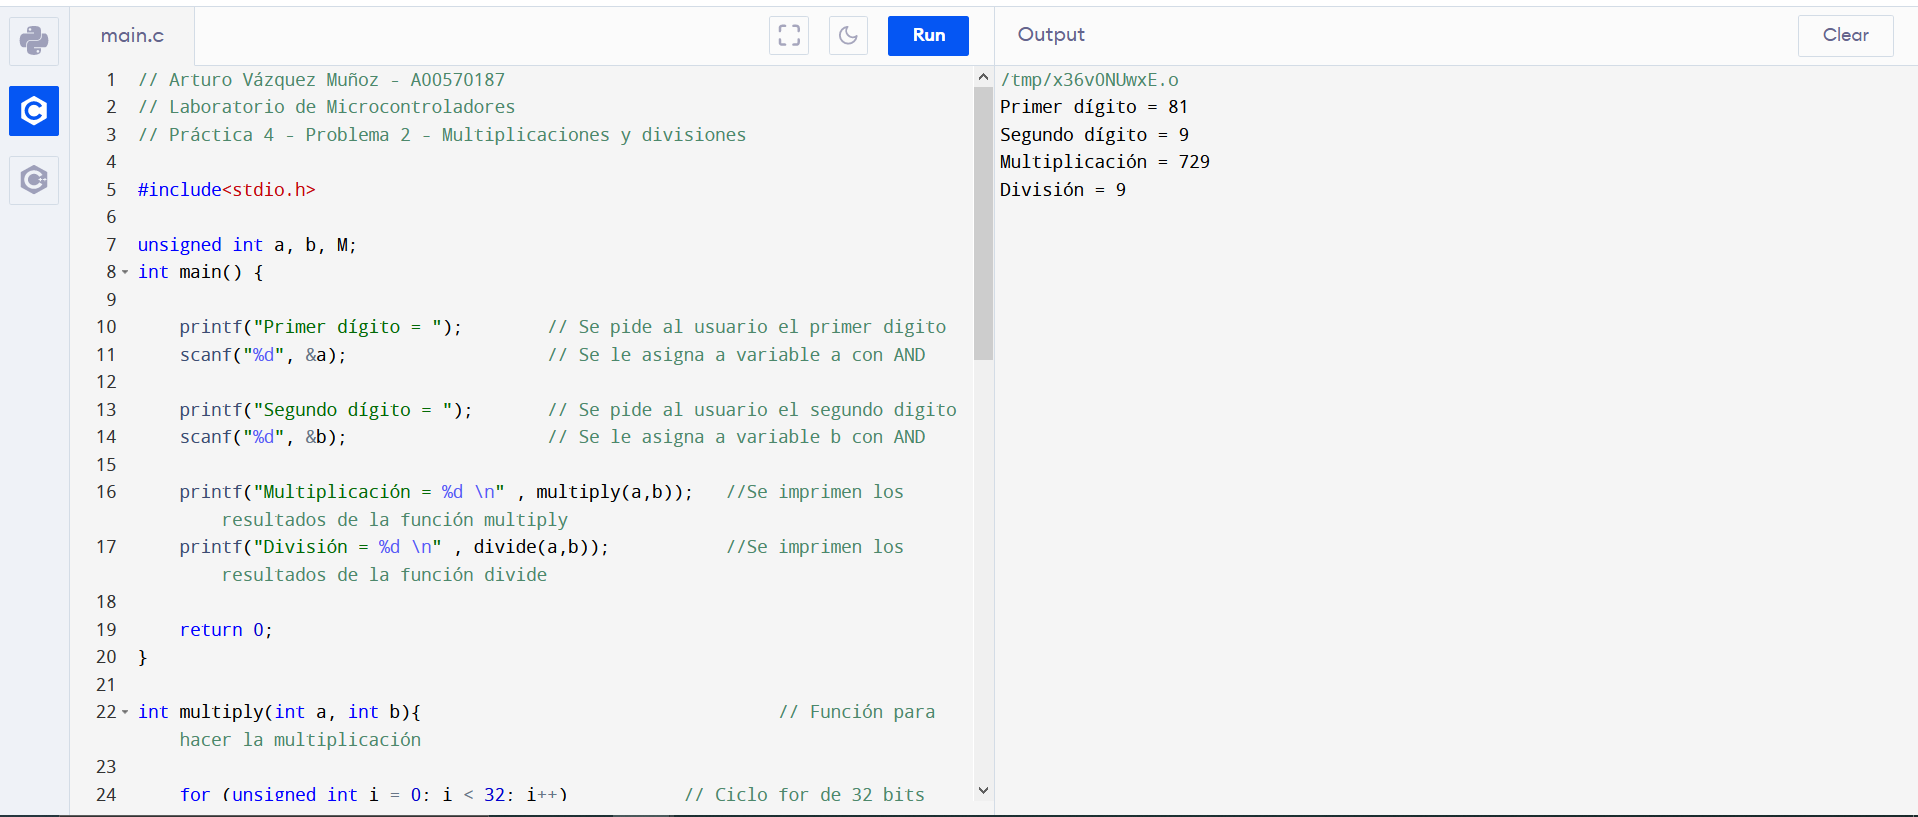 main.c
Run
Output
Clear
1 // Arturo Vázquez Muñoz - A00570187
2 // Laboratorio de Microcontroladores
3 // Práctica 4 - Problema 2 - Multiplicaciones y divisiones
4
5 #include<stdio.h>
6
7 unsigned int a, b, M;
8 int main() {
9
10 printf("Primer dígito = "); // Se pide al usuario el primer digito
11 scanf("%d", &a); // Se le asigna a variable a con AND
12
13 printf("Segundo dígito = "); // Se pide al usuario el segundo digito
14 scanf("%d", &b); // Se le asigna a variable b con AND
15
16 printf("Multiplicación = %d \n" , multiply(a,b)); //Se imprimen los
resultados de la función multiply
17 printf("División = %d \n" , divide(a,b)); //Se imprimen los
resultados de la función divide
18
19 return 0;
20 }
21
22 int multiply(int a, int b){ // Función para
hacer la multiplicación
23
24 for (unsigned int i = 0; i < 32; i++) // Ciclo for de 32 bits
/tmp/x36v0NUwxE.o
Primer dígito = 81
Segundo dígito = 9
Multiplicación = 729
División = 9